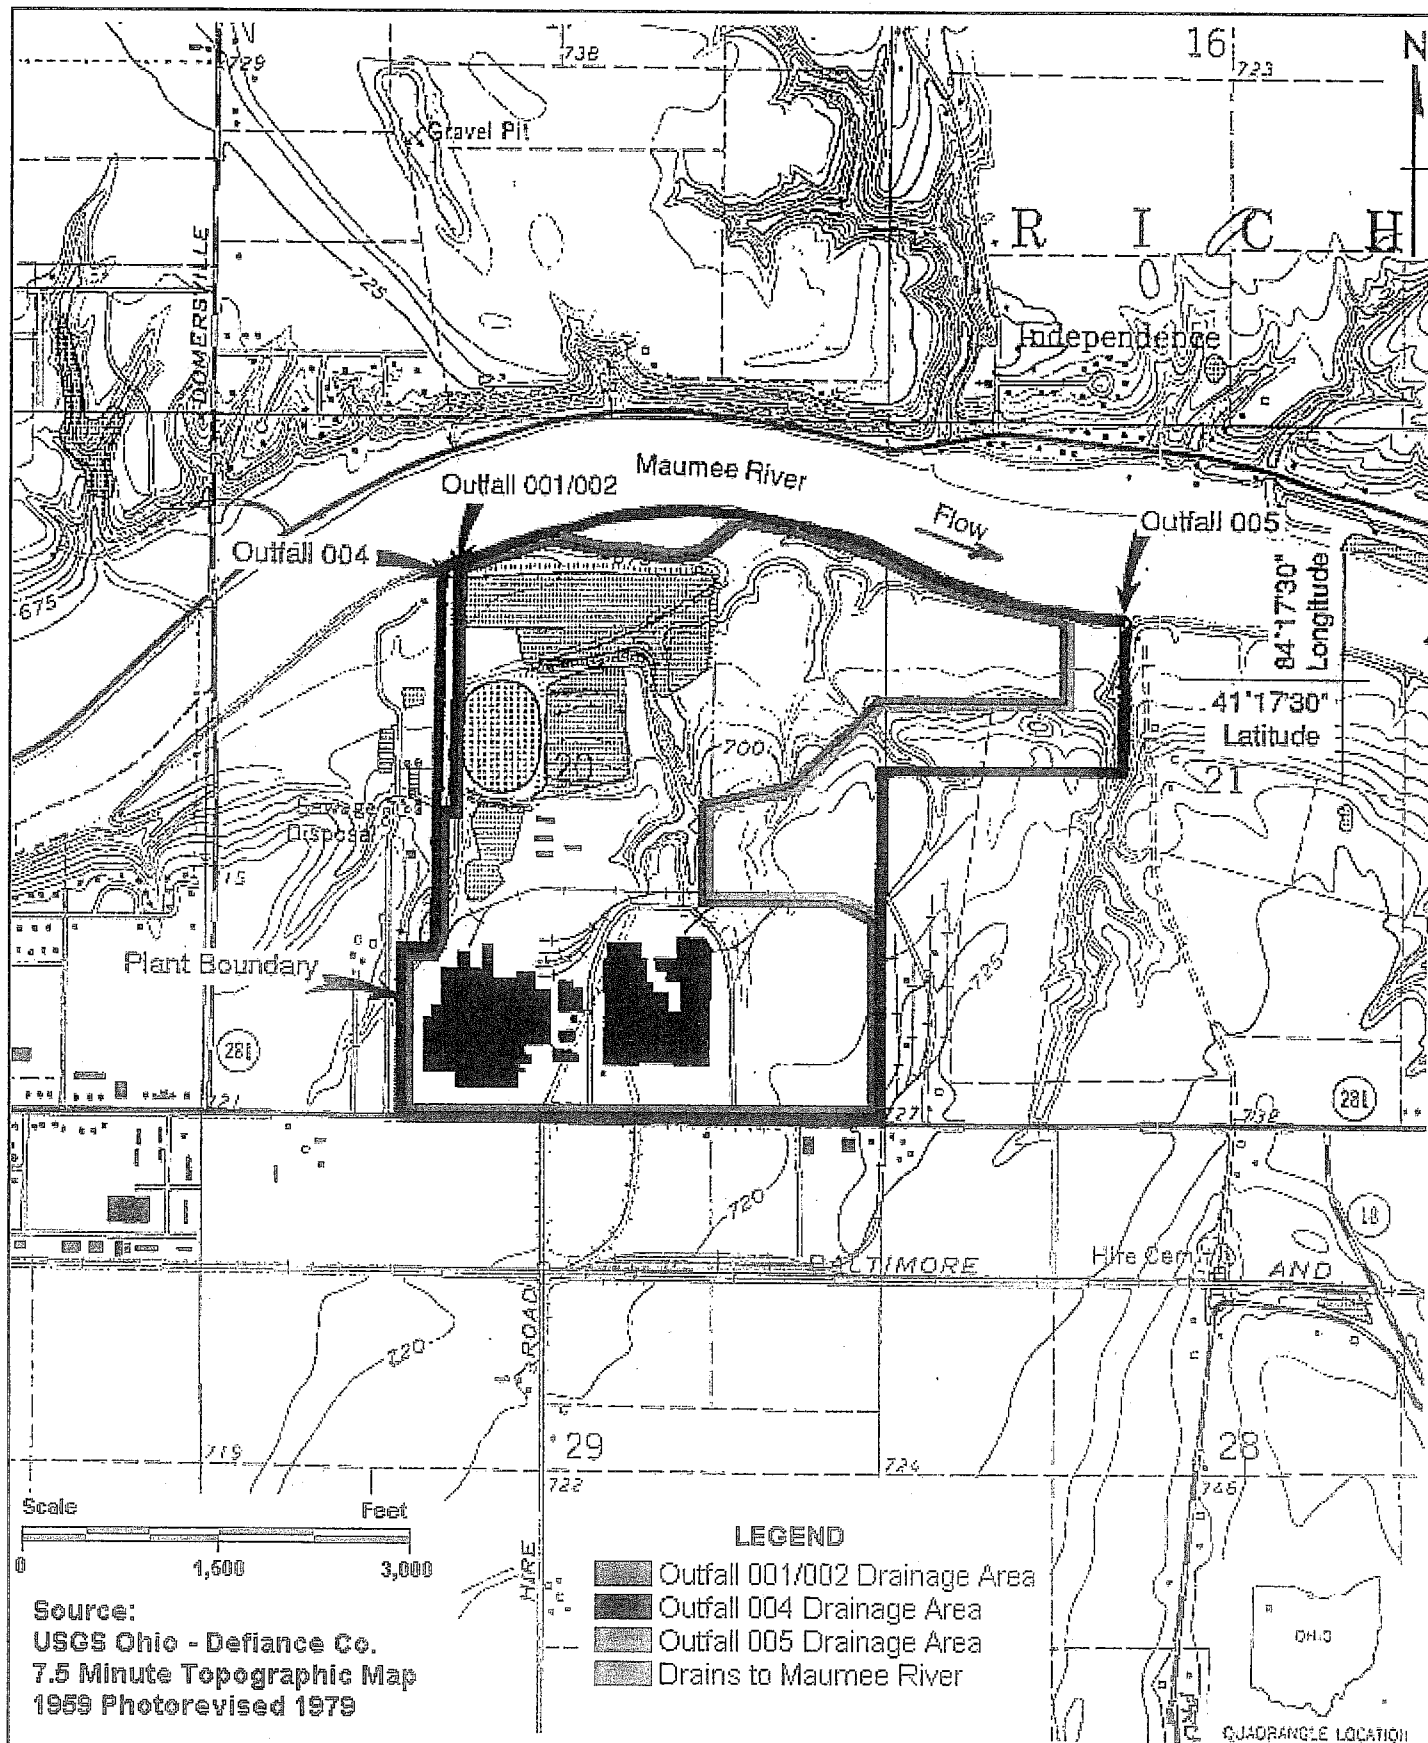 16
N
729
738
723
Gravel Pit
R I C H
DOMERSVILLE
725
Independence
Maumee River
Outfall 001/002
Flow
Outfall 005
Outfall 004
675
84°17'30"
Longitude
41°17'30"
Latitude
700
20
21
Sewage
Disposal
715
Plant Boundary
725
281
281
721
727
738
720
18
BALTIMORE
Hire Cem
AND
ROAD
720
719
29
28
724
722
746
HIRE
Scale Feet
0 1,500 3,000
LEGEND
Outfall 001/002 Drainage Area
Outfall 004 Drainage Area
Outfall 005 Drainage Area
Drains to Maumee River
Source:
USGS Ohio - Defiance Co.
7.5 Minute Topographic Map
1959 Photorevised 1979
QUADRANGLE LOCATION